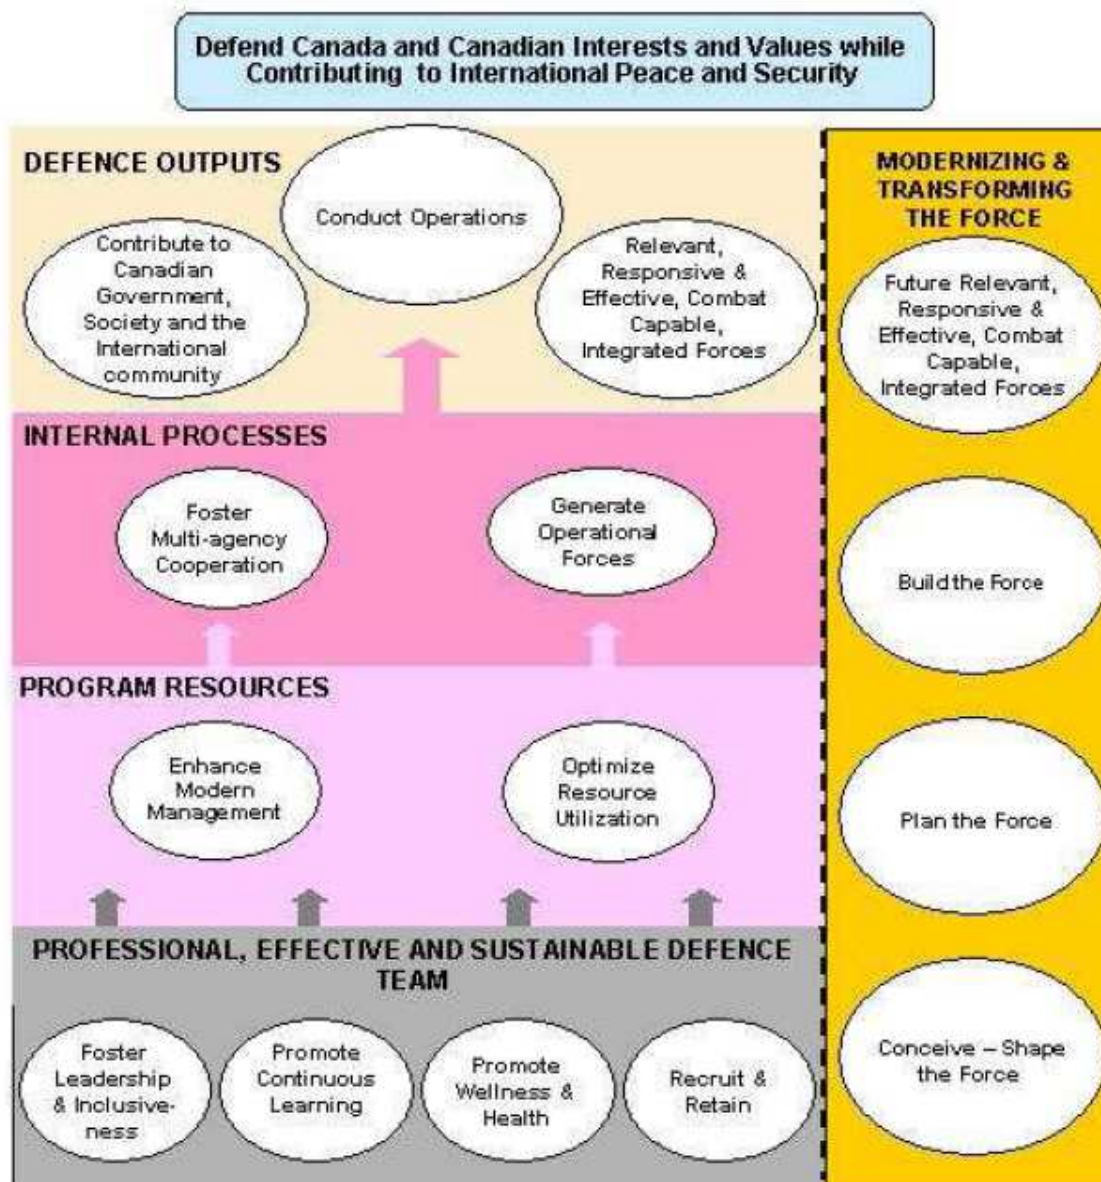 Defend Canada and Canadian Interests and Values while
Contributing to International Peace and Security
DEFENCE OUTPUTS
Conduct Operations
Contribute to
Canadian
Government,
Society and the
International
community
Relevant,
Responsive &
Effective, Combat
Capable,
Integrated Forces
INTERNAL PROCESSES
Foster
Multi-agency
Cooperation
Generate
Operational
Forces
PROGRAM RESOURCES
Enhance
Modern
Management
Optimize
Resource
Utilization
PROFESSIONAL, EFFECTIVE AND SUSTAINABLE DEFENCE
TEAM
Foster
Leadership
& Inclusive-
ness
Promote
Continuous
Learning
Promote
Wellness &
Health
Recruit &
Retain
MODERNIZING &
TRANSFORMING
THE FORCE
Future Relevant,
Responsive &
Effective, Combat
Capable,
Integrated Forces
Build the Force
Plan the Force
Conceive – Shape
the Force